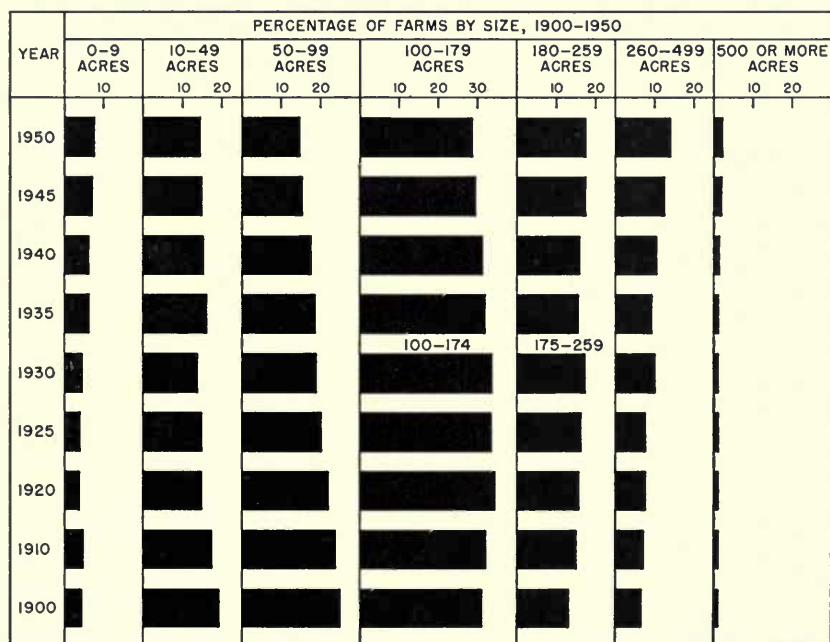 PERCENTAGE OF FARMS BY SIZE, 1900-1950
YEAR
0-9 ACRES
10-49 ACRES
50-99 ACRES
100-179 ACRES
180-259 ACRES
260-499 ACRES
500 OR MORE ACRES
10
10 20
10 20
10 20 30
10 20
10 20
10 20
1950
1945
1940
1935
100-174 175-259
1930
1925
1920
1910
1900